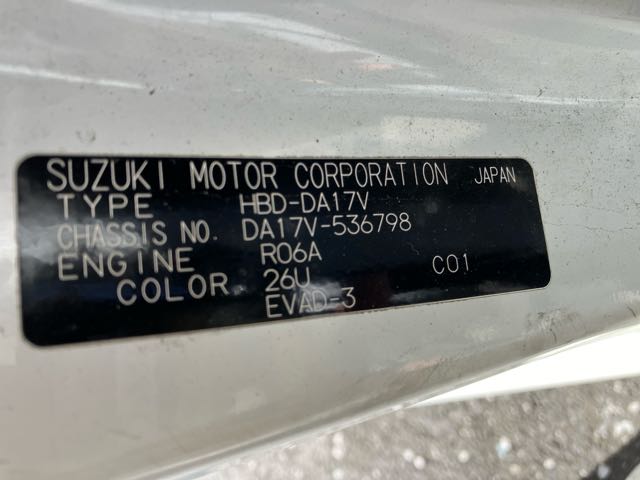 SUZUKI MOTOR CORPORATION JAPAN
TYPE HBD-DA17V
CHASSIS NO. DA17V-536798
ENGINE R06A
COLOR 26U C01
EVAD-3